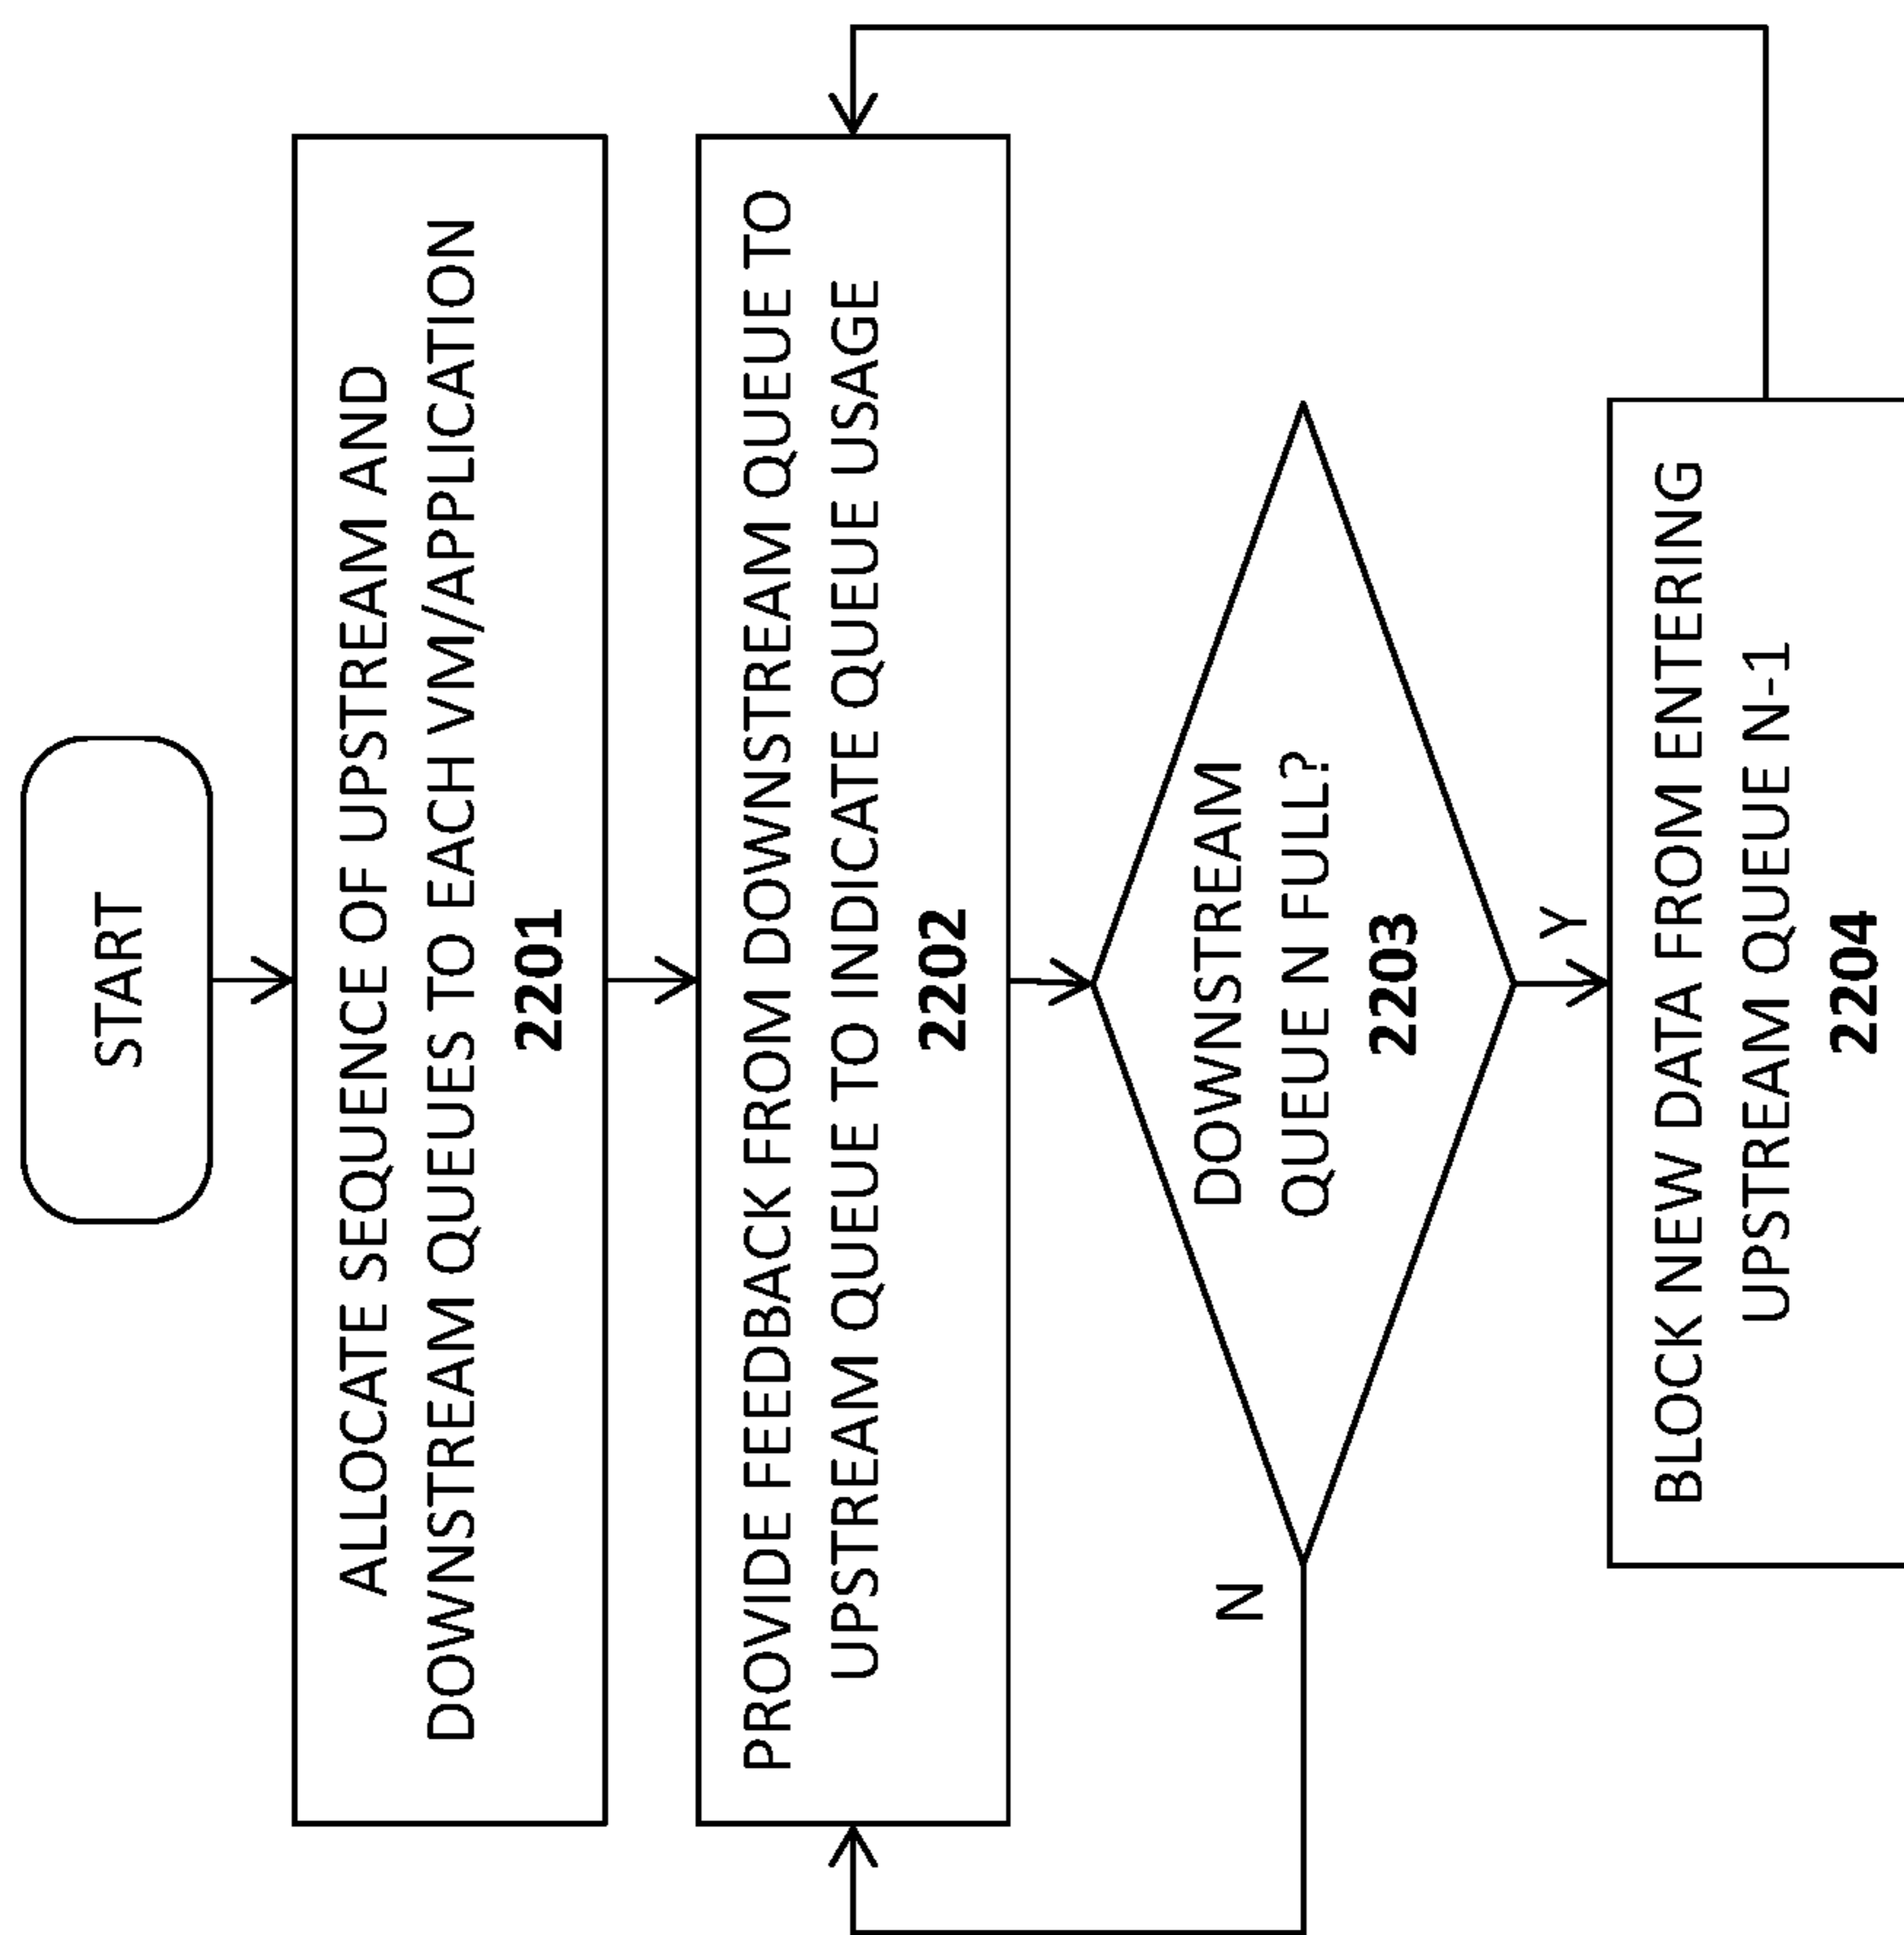 START
ALLOCATE SEQUENCE OF UPSTREAM AND
DOWNSTREAM QUEUES TO EACH VM/APPLICATION
2201
PROVIDE FEEDBACK FROM DOWNSTREAM QUEUE TO
UPSTREAM QUEUE TO INDICATE QUEUE USAGE
2202
DOWNSTREAM
QUEUE N FULL?
2203
N
Y
BLOCK NEW DATA FROM ENTERING
UPSTREAM QUEUE N-1
2204